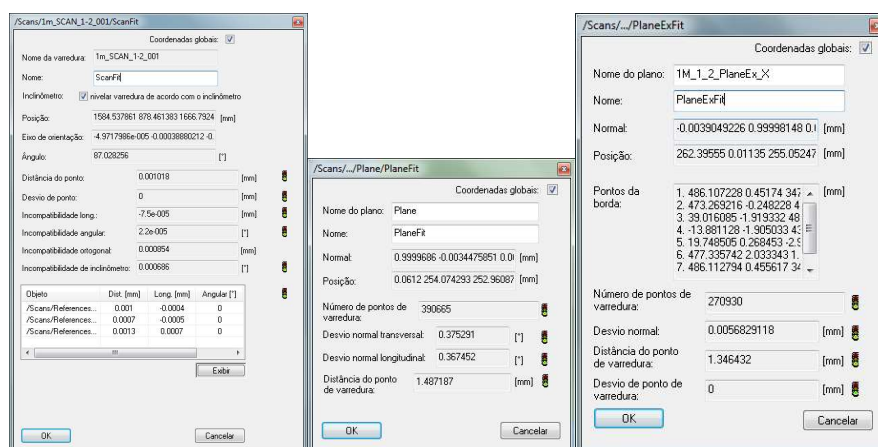 /Scans/1m_SCAN_1-2_001/ScanFit
Coordenadas globais:
Nome da varredura: 1m_SCAN_1-2_001
Nome: ScanFit
Inclinômetro: nivelar varredura de acordo com o inclinômetro
Posição: 1584.537861 878.461383 1666.7924 [mm]
Eixo de orientação: -4.9717986e-005 -0.00038880212 -0.
Ângulo: 87.028256 [°]
Distância do ponto: 0.001018 [mm]
Desvio de ponto: 0 [mm]
Incompatibilidade long.: -7.5e-005 [mm]
Incompatibilidade angular: 2.2e-005 [°]
Incompatibilidade ortogonal: 0.000854 [mm]
Incompatibilidade de inclinômetro: 0.000686 [°]
Objeto Dist. [mm] Long. [mm] Angular [°]
/Scans/References... 0.001 -0.0004 0
/Scans/References... 0.0007 -0.0005 0
/Scans/References... 0.0013 0.0007 0
Exibir
OK Cancelar
/Scans/.../Plane/PlaneFit
Coordenadas globais:
Nome do plano: Plane
Nome: PlaneFit
Normal: 0.9999686 -0.0034475851 0.0( [mm]
Posição: 0.0612 254.074293 252.96087 [mm]
Número de pontos de varredura: 390665
Desvio normal transversal: 0.375291 [°]
Desvio normal longitudinal: 0.367452 [°]
Distância do ponto de varredura: 1.487187 [mm]
OK Cancelar
/Scans/.../PlaneExFit
Coordenadas globais:
Nome do plano: 1M_1_2_PlaneEx_X
Nome: PlaneExFit
Normal: -0.0039049226 0.99998148 0.( [mm]
Posição: 262.39555 0.01135 255.05247 [mm]
Pontos da borda: [mm]
1. 486.107228 0.45174 347
2. 473.269216 -0.248228 4
3. 39.016085 -1.919332 48
4. -13.881128 -1.905033 43
5. 19.748505 0.268453 -2.9
6. 477.335742 2.033343 1.
7. 486.112794 0.455617 34
Número de pontos de varredura: 270930
Desvio normal: 0.0056829118 [mm]
Distância do ponto de varredura: 1.346432 [mm]
Desvio de ponto de varredura: 0 [mm]
OK Cancelar